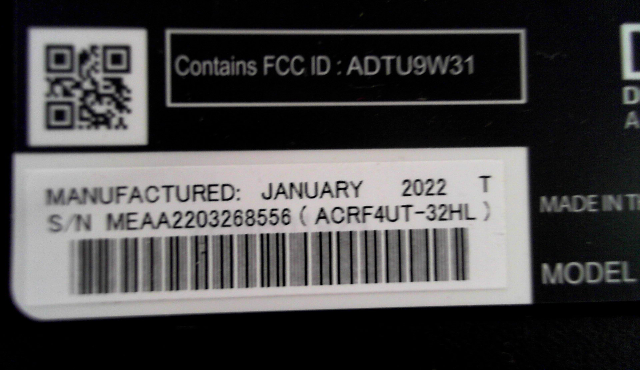 Contains FCC ID : ADTU9W31
D
A
MANUFACTURED: JANUARY 2022 T
S/N MEAA2203268556 ( ACRF4UT-32HL )
MADE IN
MODEL